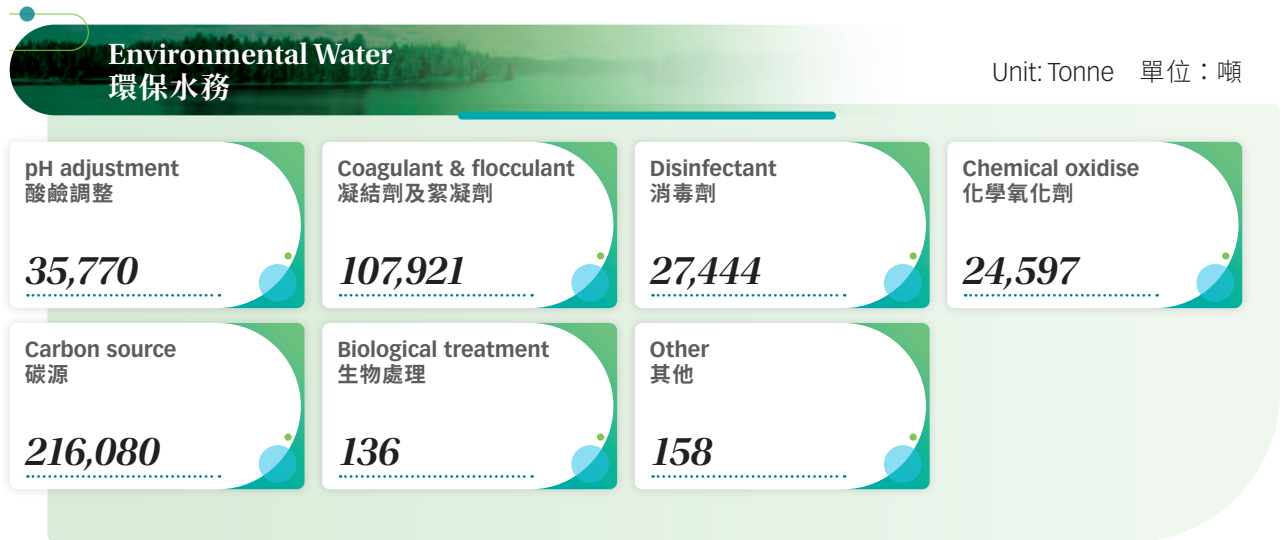 Environmental Water
環保水務
Unit: Tonne 單位：噸
pH adjustment
酸鹼調整
35,770
Coagulant & flocculant
凝結劑及絮凝劑
107,921
Disinfectant
消毒劑
27,444
Chemical oxidise
化學氧化劑
24,597
Carbon source
碳源
216,080
Biological treatment
生物處理
136
Other
其他
158